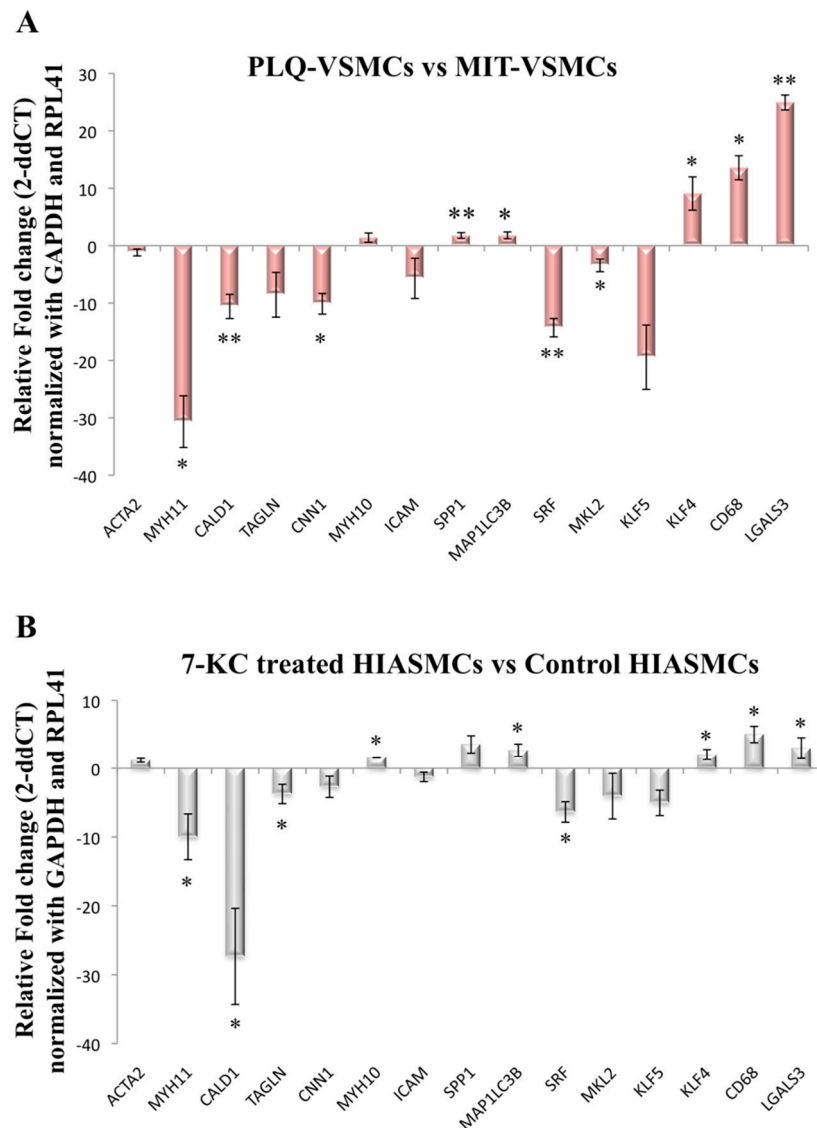 A
PLQ-VSMCs vs MIT-VSMCs
Relative Fold change (2-ddCT)
normalized with GAPDH and RPL41
30
20
10
0
-10
-20
-30
-40
*
**
*
**
*
**
*
*
*
**
ACTA2
MYH11
CALD1
TAGLN
CNN1
MYH10
ICAM
SPP1
MAP1LC3B
SRF
MKL2
KLF5
KLF4
CD68
LGALS3
B
7-KC treated HIASMCs vs Control HIASMCs
Relative Fold change (2-ddCT)
normalized with GAPDH and RPL41
10
0
-10
-20
-30
-40
*
*
*
*
*
*
*
*
*
ACTA2
MYH11
CALD1
TAGLN
CNN1
MYH10
ICAM
SPP1
MAP1LC3B
SRF
MKL2
KLF5
KLF4
CD68
LGALS3